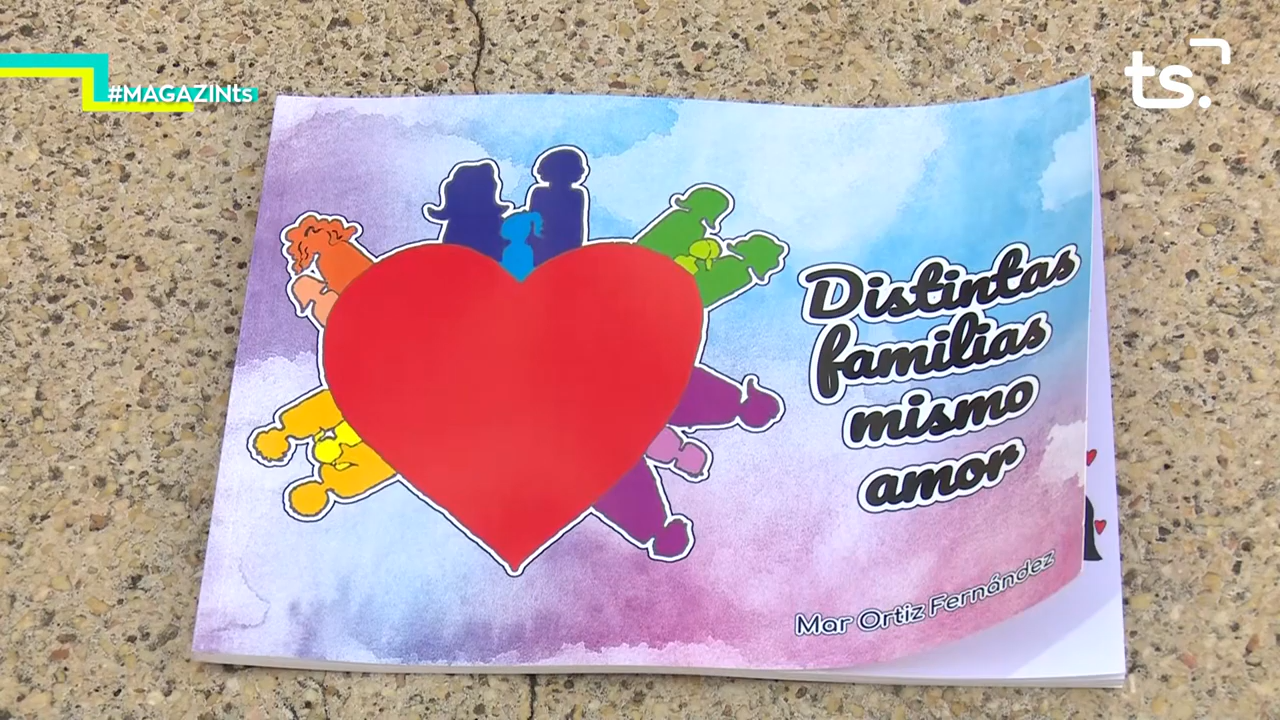 #MAGAZINts
ts.
Distintas
familias
mismo
amor
Mar Ortiz Fernández